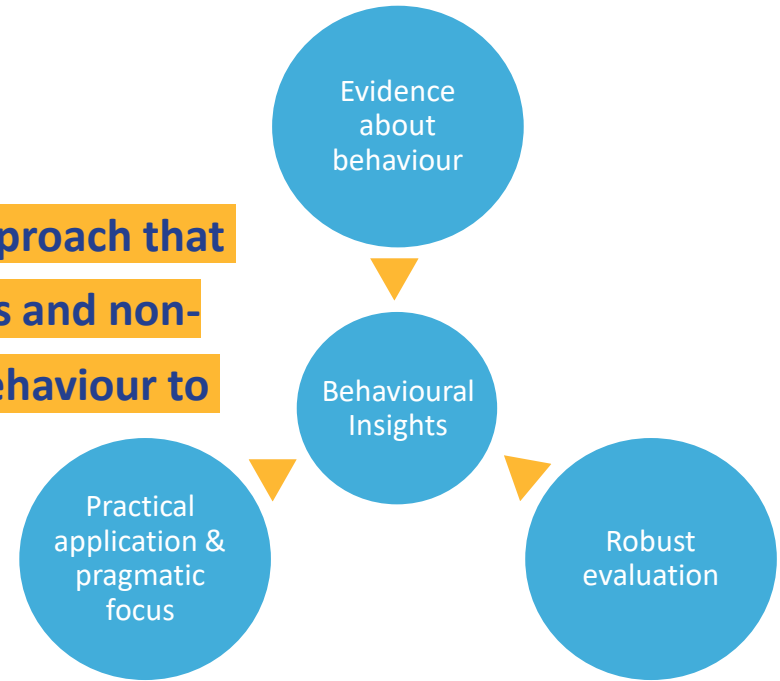 Evidence
about
behaviour
proach that
s and non-
ehaviour to
Behavioural
Insights
Practical
application &
pragmatic
focus
Robust
evaluation